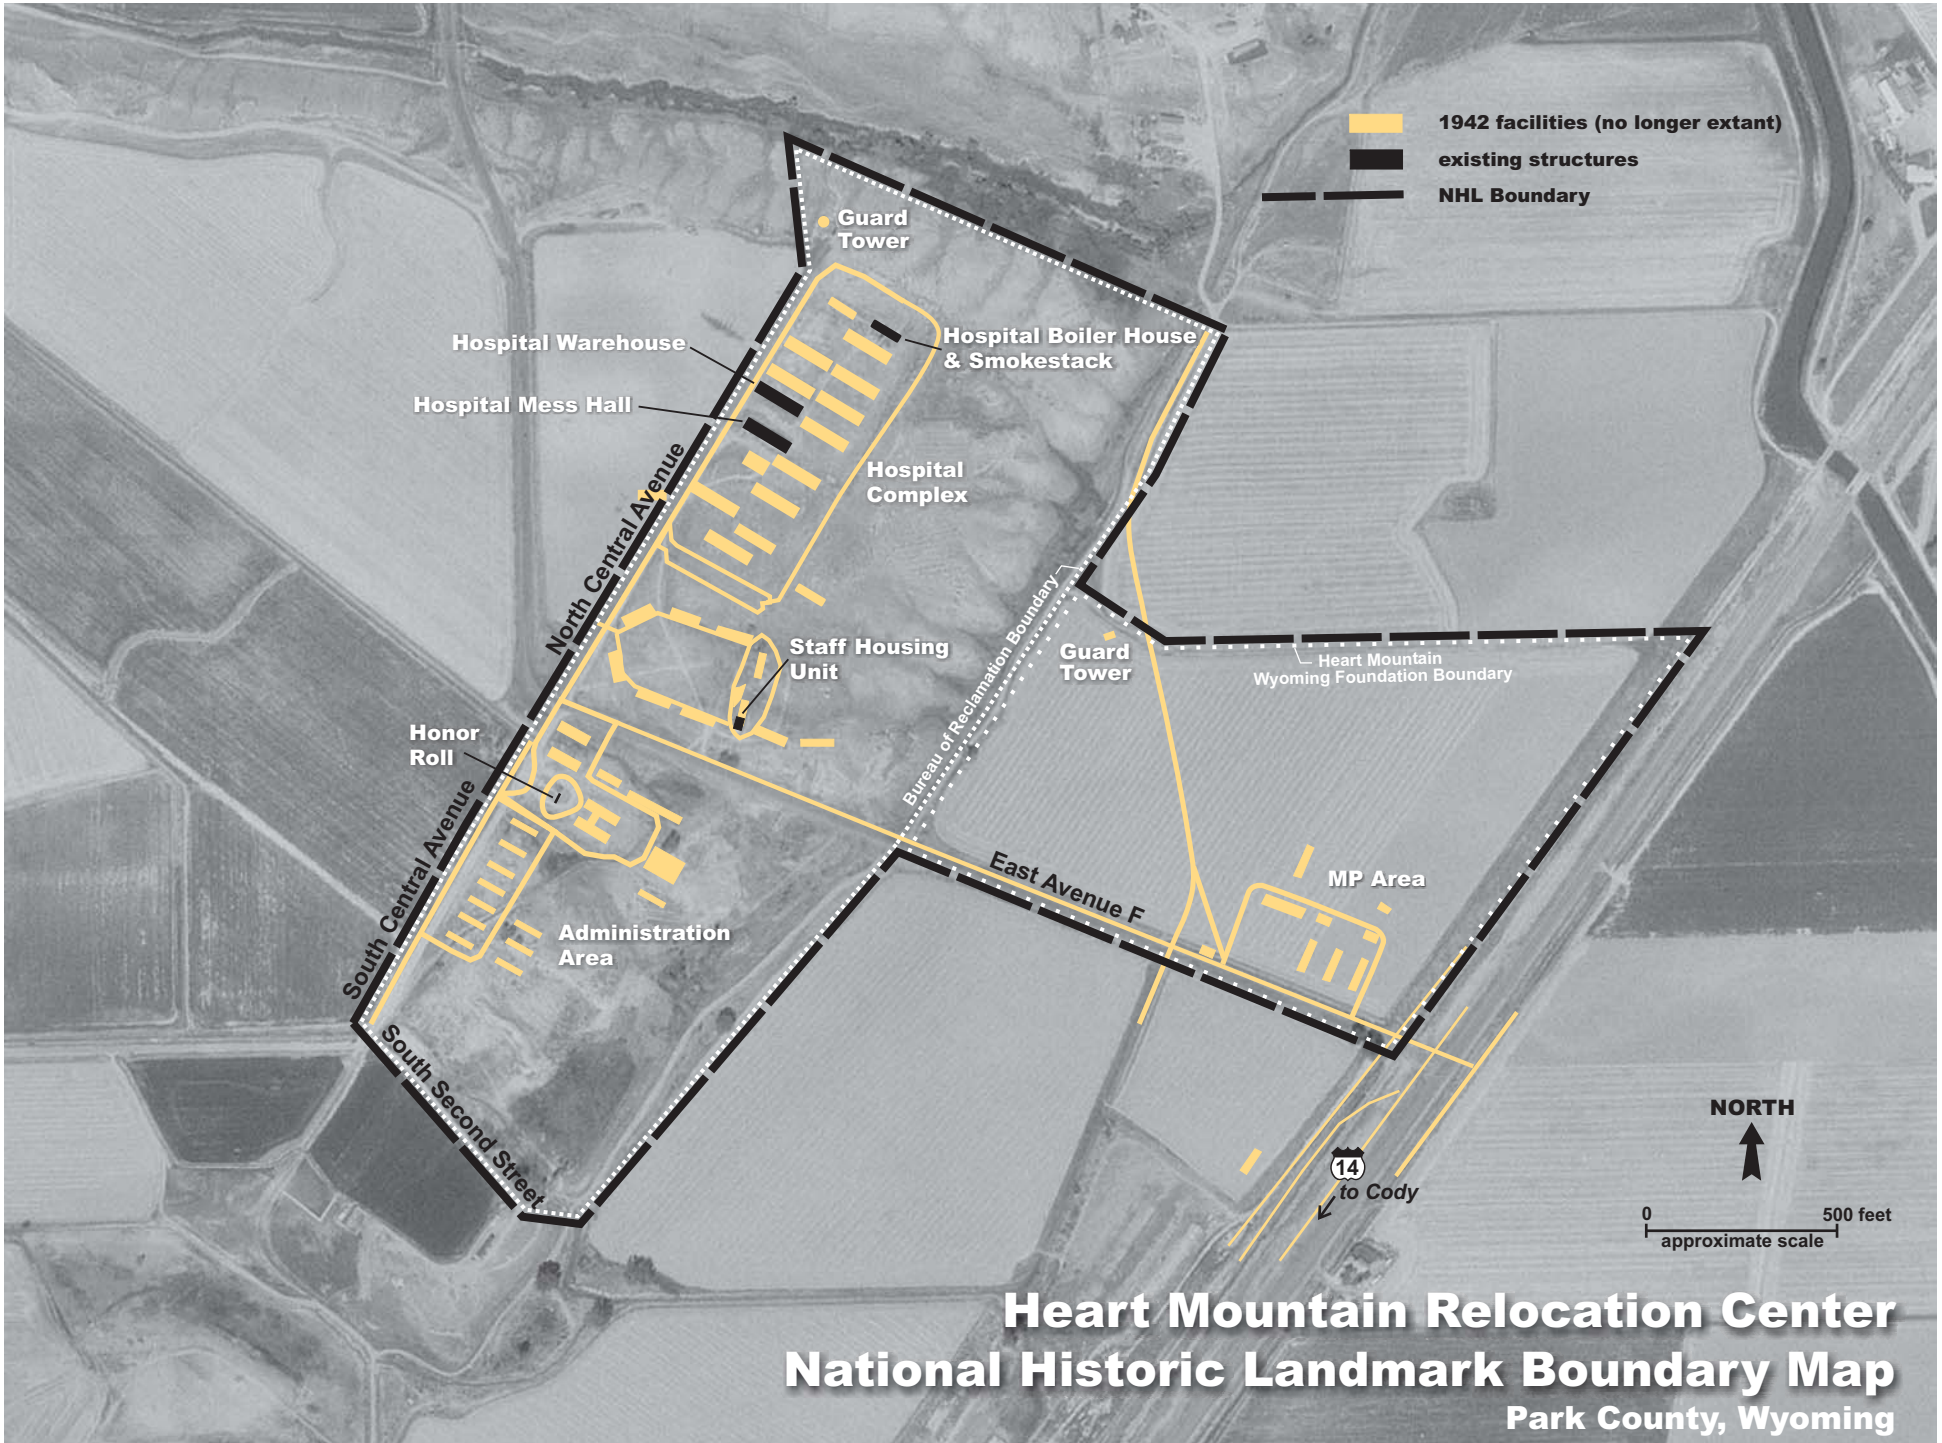 1942 facilities (no longer extant)
existing structures
NHL Boundary
Guard
Tower
Hospital Boiler House
& Smokestack
Hospital Warehouse
Hospital Mess Hall
Hospital
Complex
North Central Avenue
Bureau of Reclamation Boundary
Staff Housing
Unit
Guard
Tower
Heart Mountain
Wyoming Foundation Boundary
Honor
Roll
South Central Avenue
East Avenue F
MP Area
Administration
Area
South Second Street
NORTH
14
to Cody
0 500 feet
approximate scale
Heart Mountain Relocation Center
National Historic Landmark Boundary Map
Park County, Wyoming